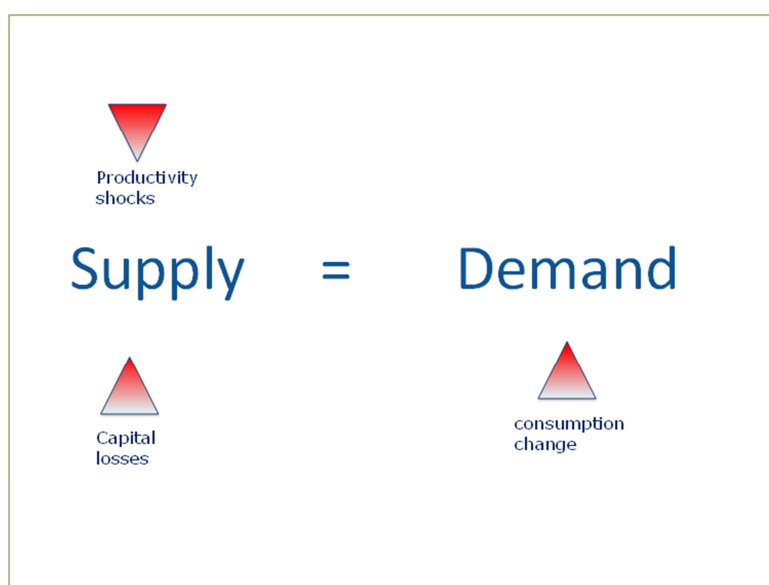 Productivity
shocks
Supply = Demand
Capital
losses
consumption
change